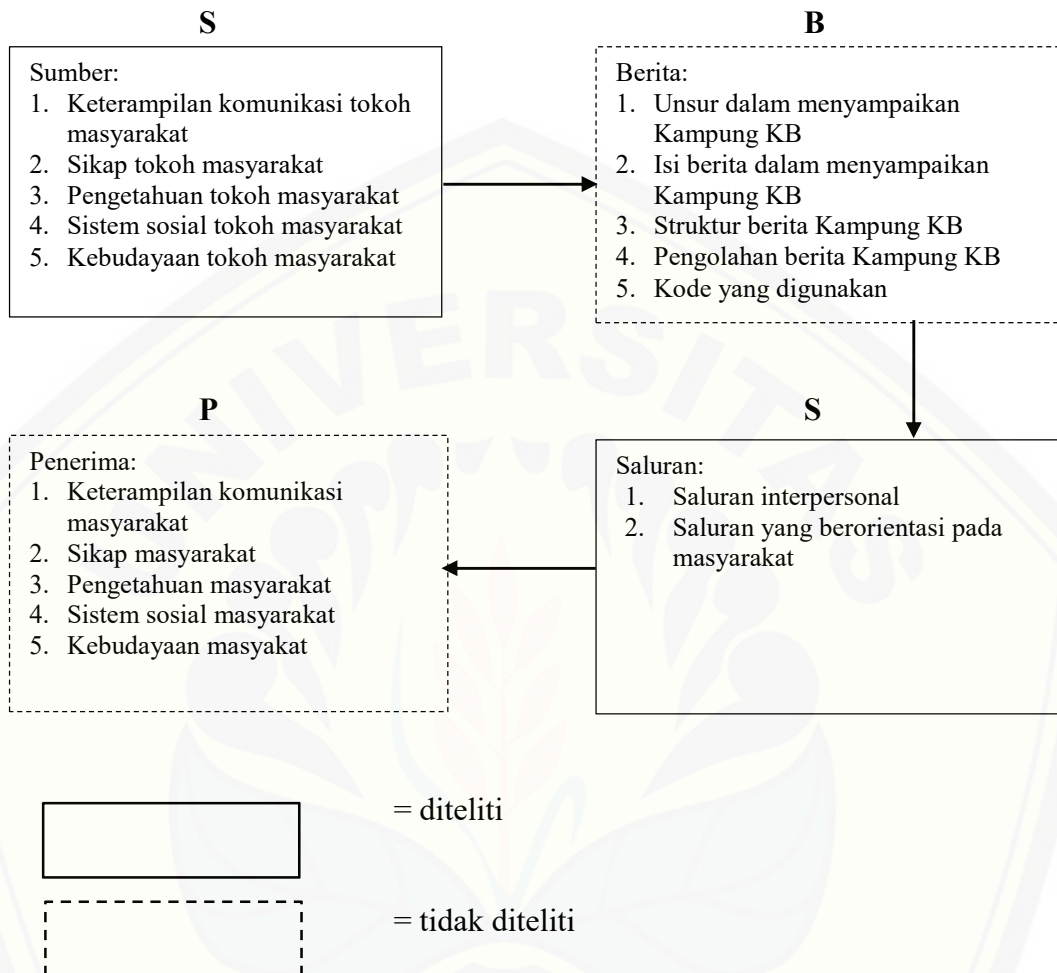 S
Sumber:
1. Keterampilan komunikasi tokoh
masyarakat
2. Sikap tokoh masyarakat
3. Pengetahuan tokoh masyarakat
4. Sistem sosial tokoh masyarakat
5. Kebudayaan tokoh masyarakat
B
Berita:
1. Unsur dalam menyampaikan
Kampung KB
2. Isi berita dalam menyampaikan
Kampung KB
3. Struktur berita Kampung KB
4. Pengolahan berita Kampung KB
5. Kode yang digunakan
S
Saluran:
1. Saluran interpersonal
2. Saluran yang berorientasi pada
masyarakat
P
Penerima:
1. Keterampilan komunikasi
masyarakat
2. Sikap masyarakat
3. Pengetahuan masyarakat
4. Sistem sosial masyarakat
5. Kebudayaan masyakat
= diteliti
= tidak diteliti
UNIVERSITAS